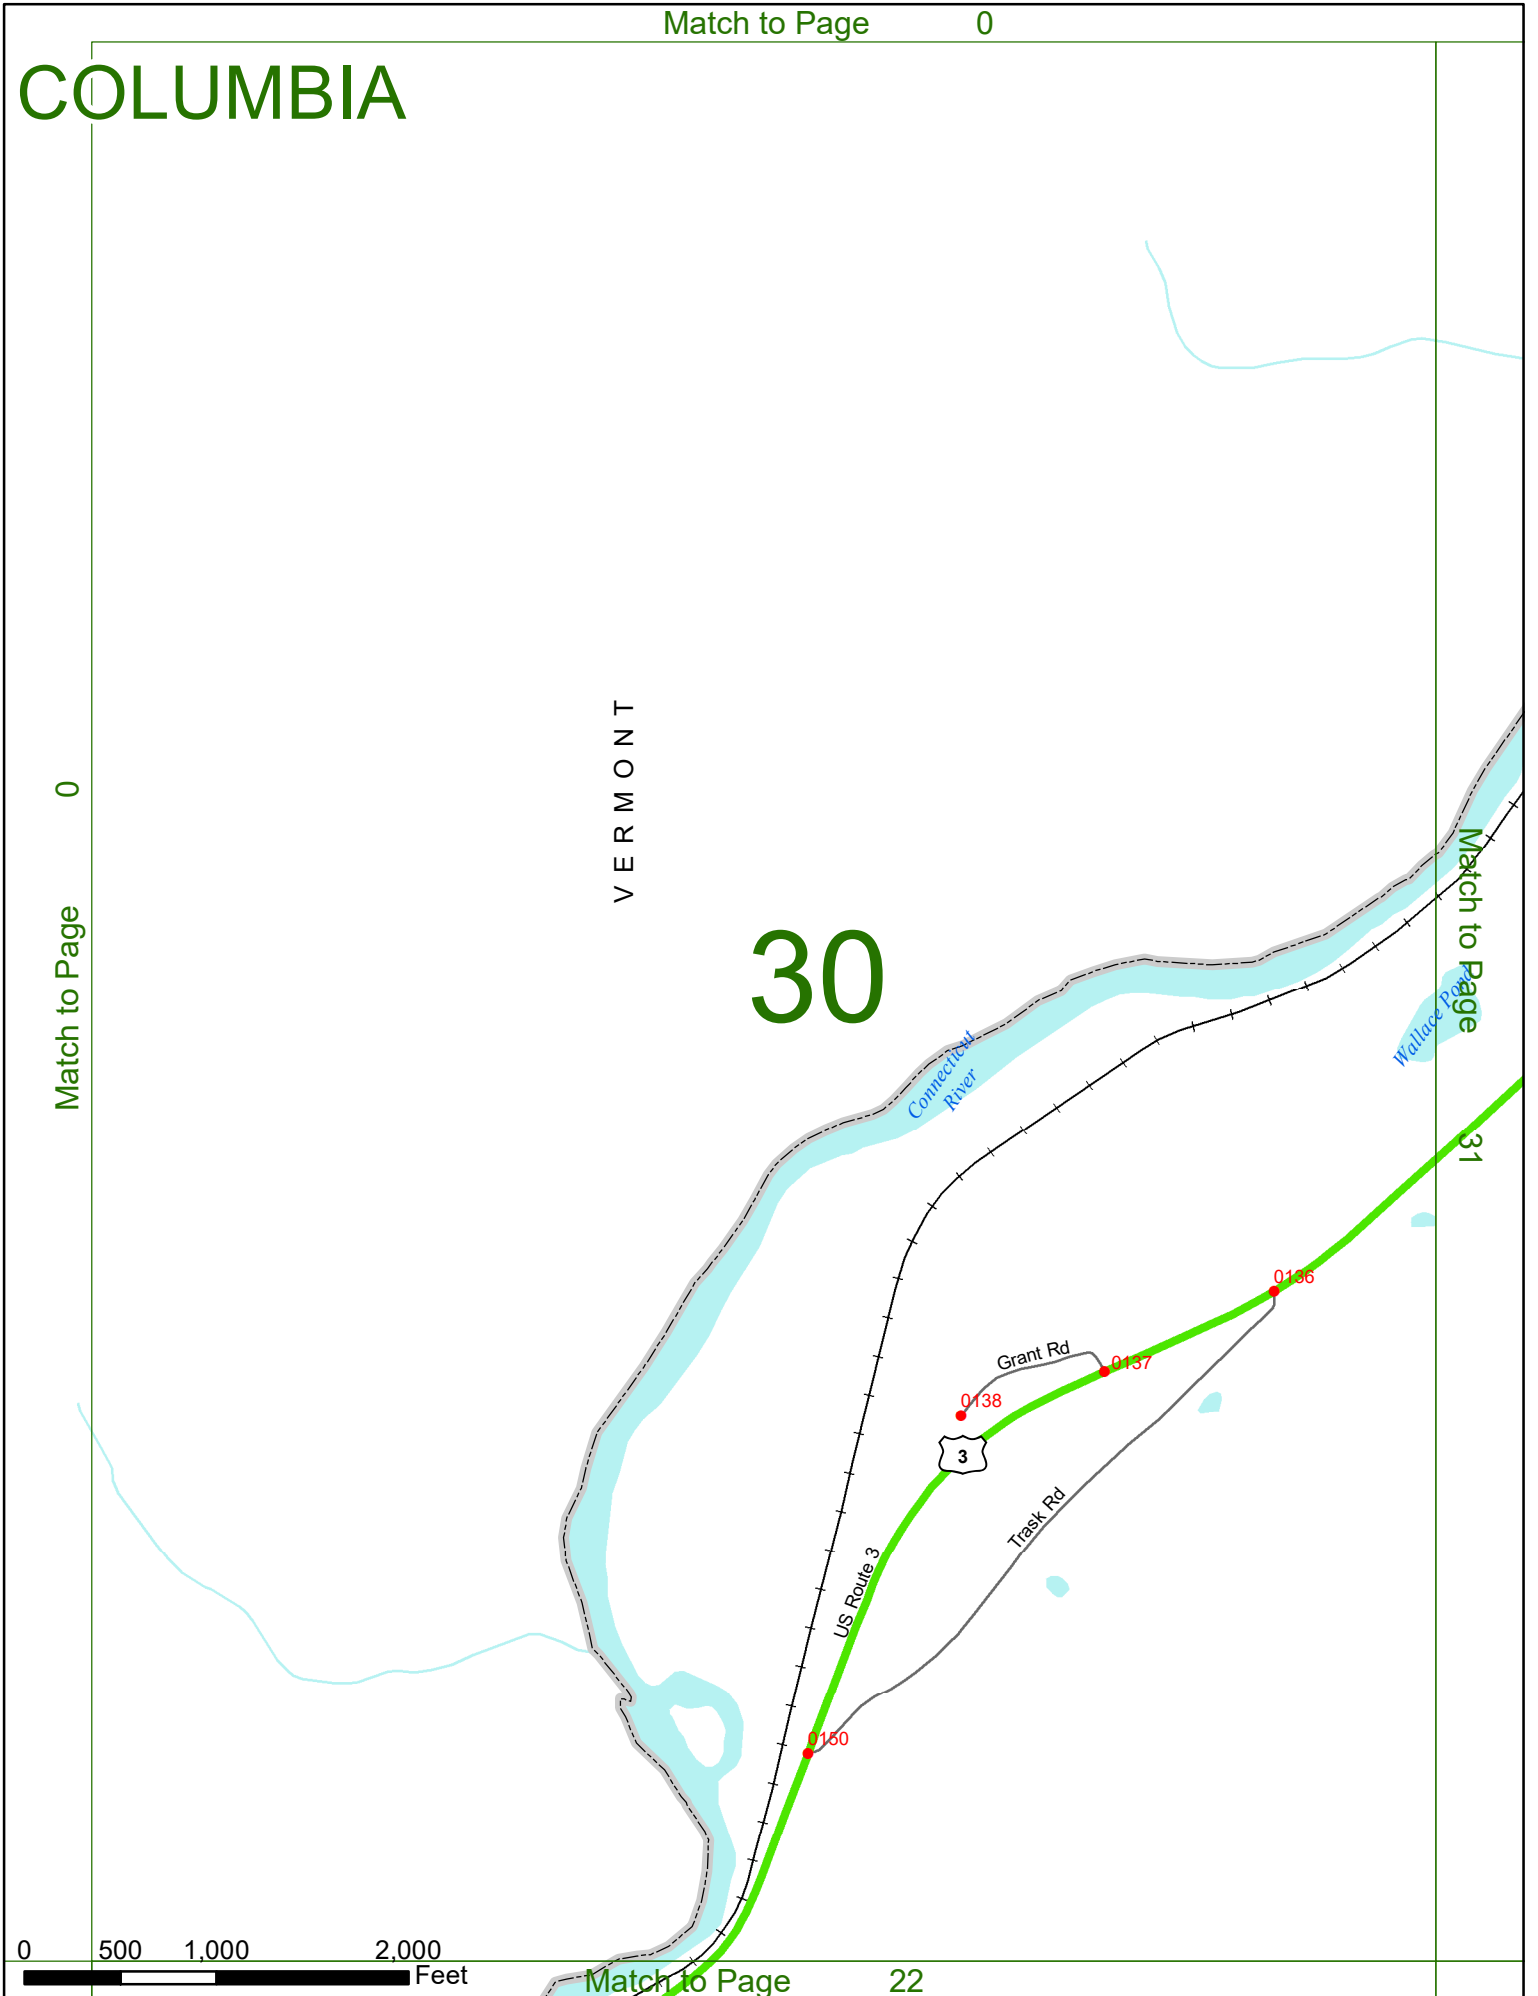 Match to Page 0
COLUMBIA
VERMONT
Match to Page 0
30
Match to Page 31
Connecticut
River
Wallace Pond
0136
Grant Rd
0137
0138
3
Trask Rd
US Route 3
0150
0 500 1,000 2,000
Feet
Match to Page 22